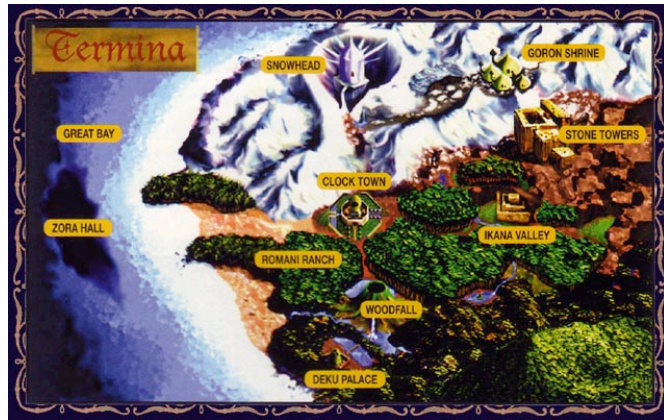 Termina
SNOWHEAD
GORON SHRINE
GREAT BAY
STONE TOWERS
CLOCK TOWN
ZORA HALL
IKANA VALLEY
ROMANI RANCH
WOODFALL
DEKU PALACE